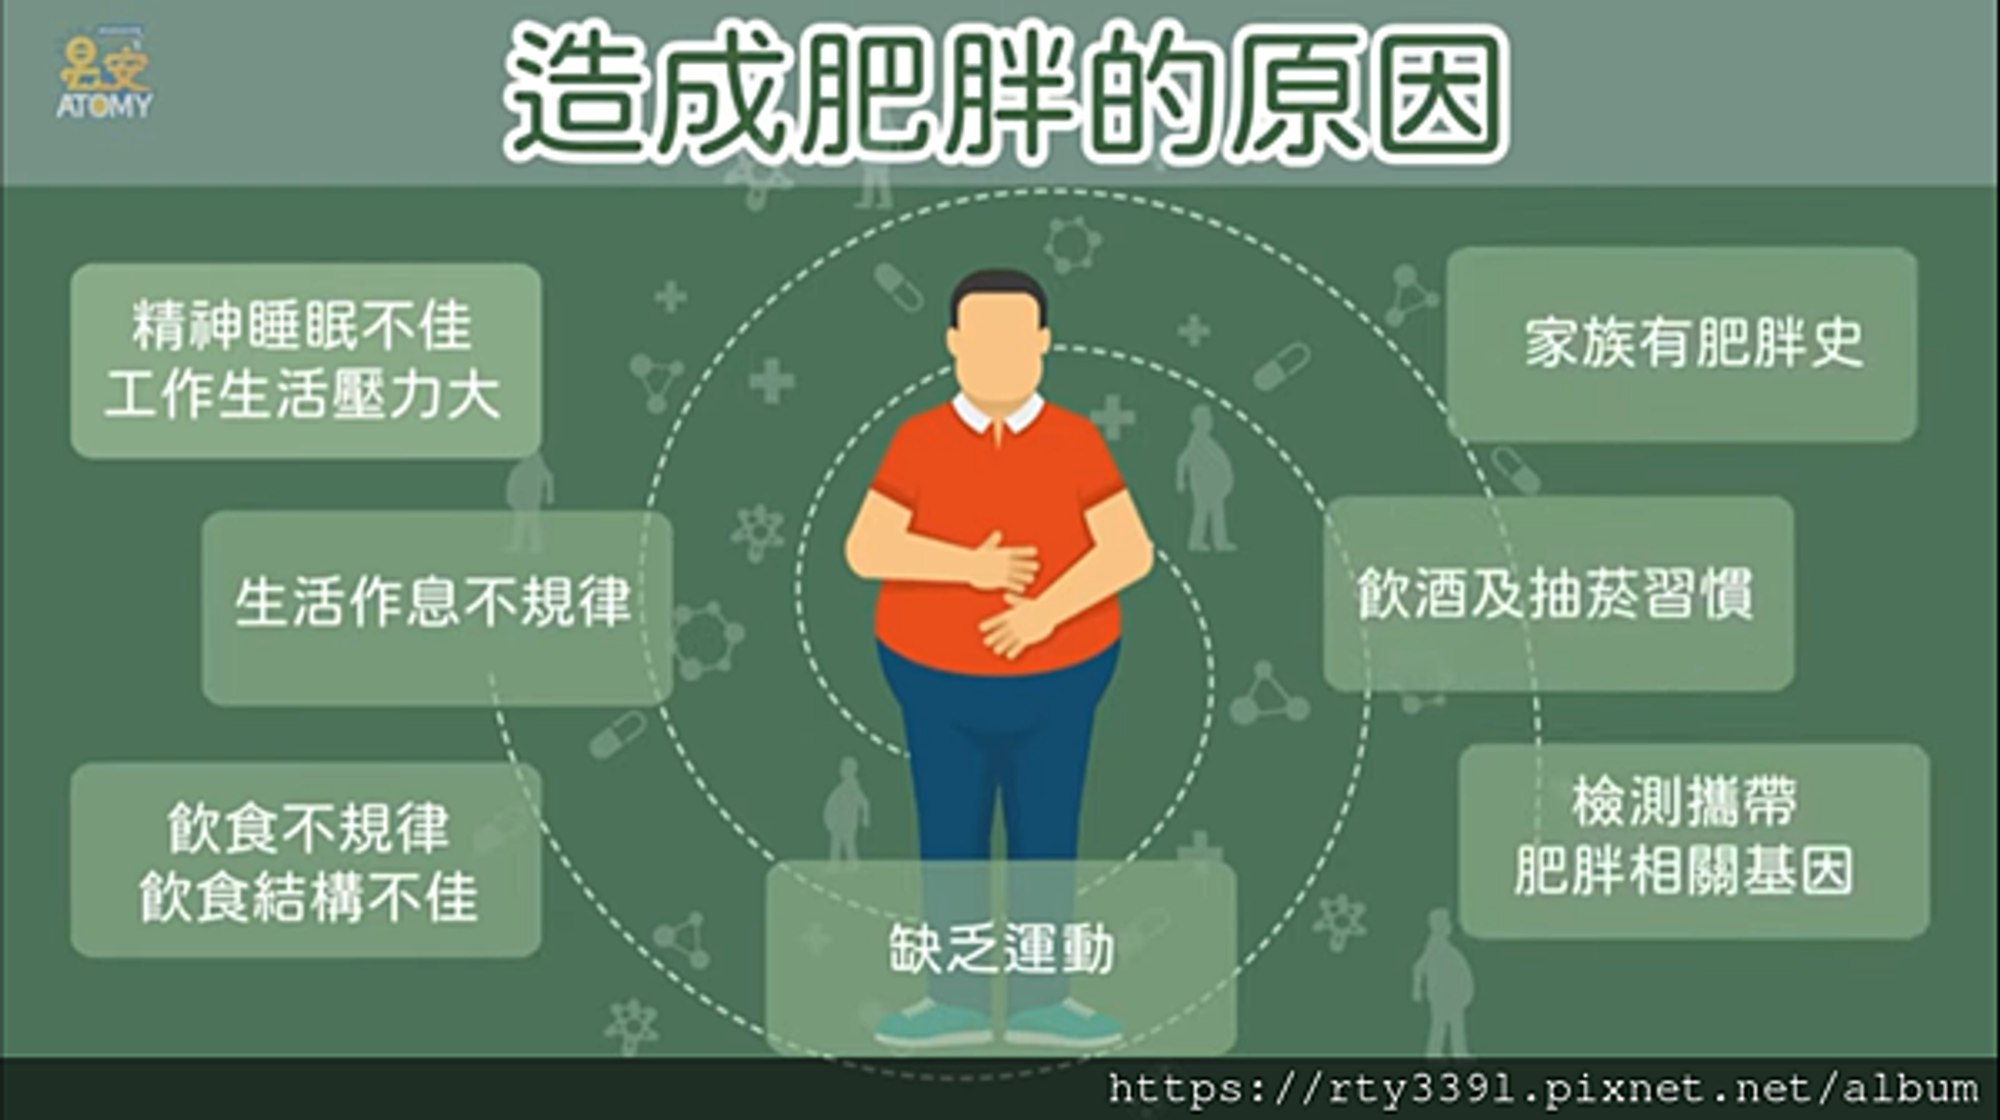 昱安
ATOMY
造成肥胖的原因
精神睡眠不佳
工作生活壓力大
生活作息不規律
飲食不規律
飲食結構不佳
缺乏運動
家族有肥胖史
飲酒及抽菸習慣
檢測攜帶
肥胖相關基因
https://rty3391.pixnet.net/album